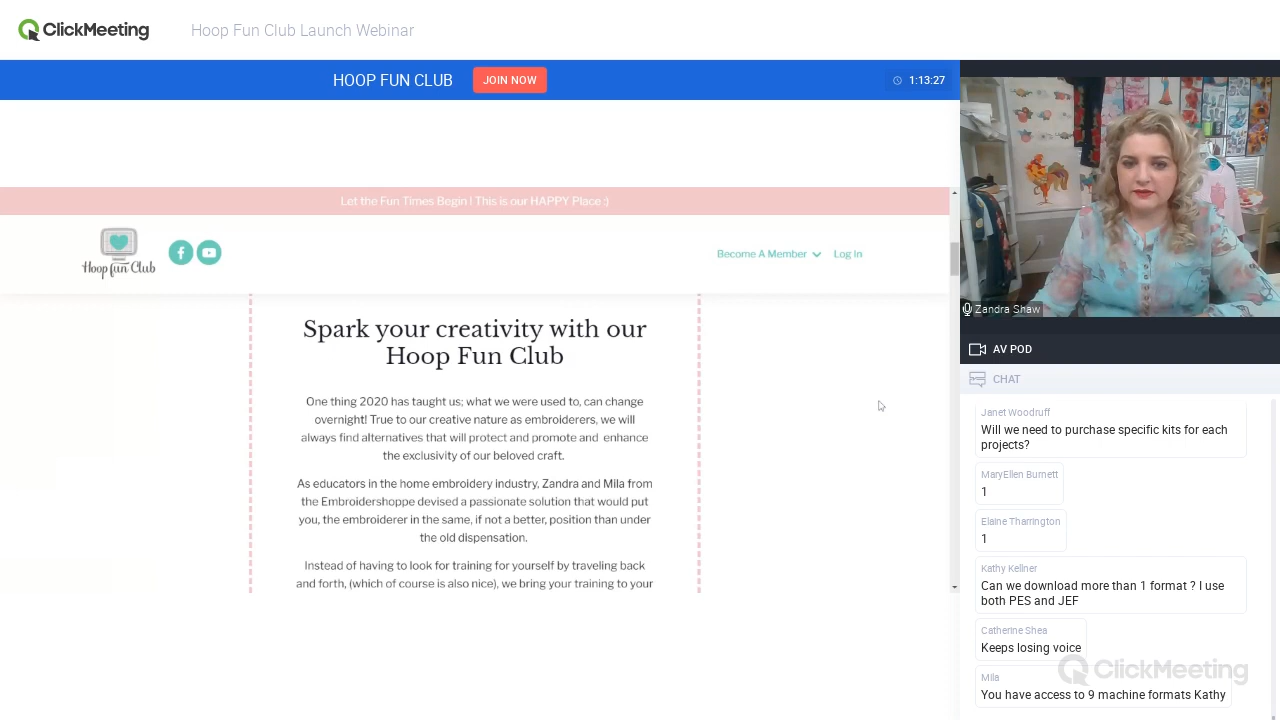 ClickMeeting
Hoop Fun Club Launch Webinar
HOOP FUN CLUB
JOIN NOW
1:13:27
Let the Fun Times Begin ! This is our HAPPY Place :)
Hoop fun Club
Become A Member
Log In
Spark your creativity with our
Hoop Fun Club
One thing 2020 has taught us; what we were used to, can change
overnight! True to our creative nature as embroiderers, we will
always find alternatives that will protect and promote and enhance
the exclusivity of our beloved craft.
As educators in the home embroidery industry, Zandra and Mila from
the Embroidershoppe devised a passionate solution that would put
you, the embroiderer in the same, if not a better, position than under
the old dispensation.
Instead of having to look for training for yourself by traveling back
and forth, (which of course is also nice), we bring your training to your
Zandra Shaw
AV POD
CHAT
Janet Woodruff
Will we need to purchase specific kits for each
projects?
MaryEllen Burnett
1
Elaine Tharrington
1
Kathy Kellner
Can we download more than 1 format ? I use
both PES and JEF
Catherine Shea
Keeps losing voice
Mila
You have access to 9 machine formats Kathy
ClickMeeting